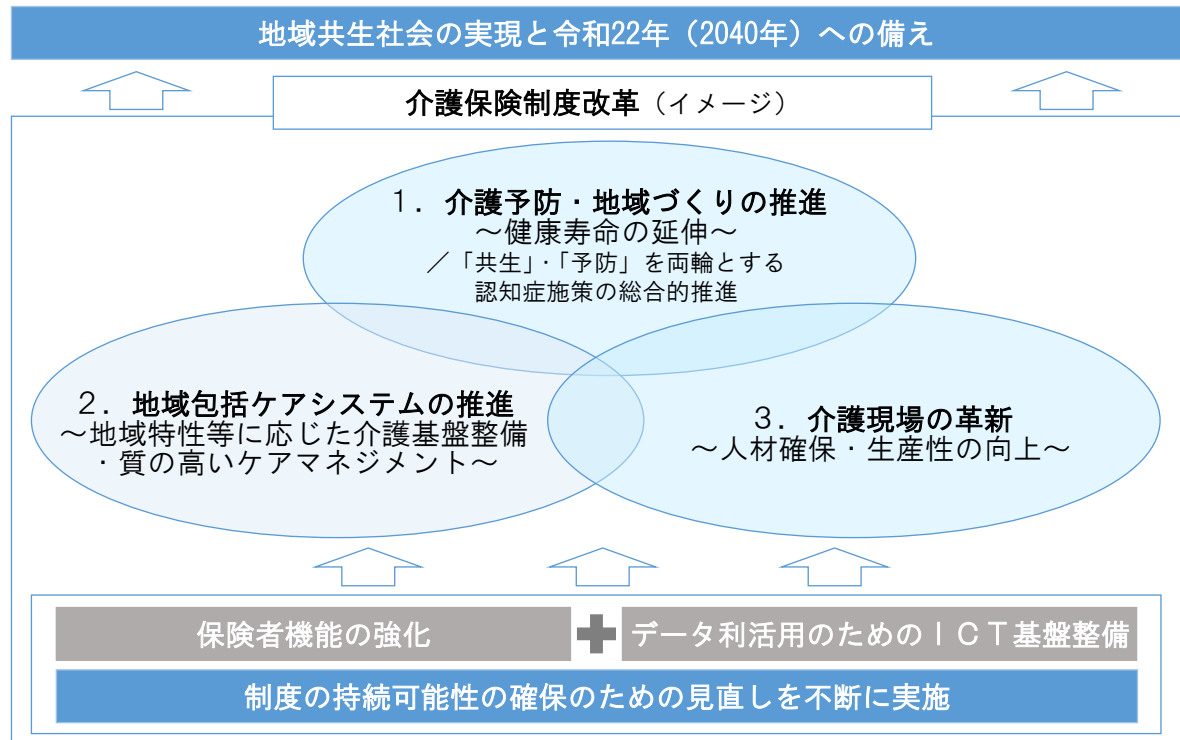 地域共生社会の実現と令和22年（2040年）への備え
介護保険制度改革（イメージ）
１．介護予防・地域づくりの推進
～健康寿命の延伸～
／「共生」・「予防」を両輪とする
認知症施策の総合的推進
２．地域包括ケアシステムの推進
～地域特性等に応じた介護基盤整備
・質の高いケアマネジメント～
３．介護現場の革新
～人材確保・生産性の向上～
保険者機能の強化
データ利活用のためのＩＣＴ基盤整備
制度の持続可能性の確保のための見直しを不断に実施